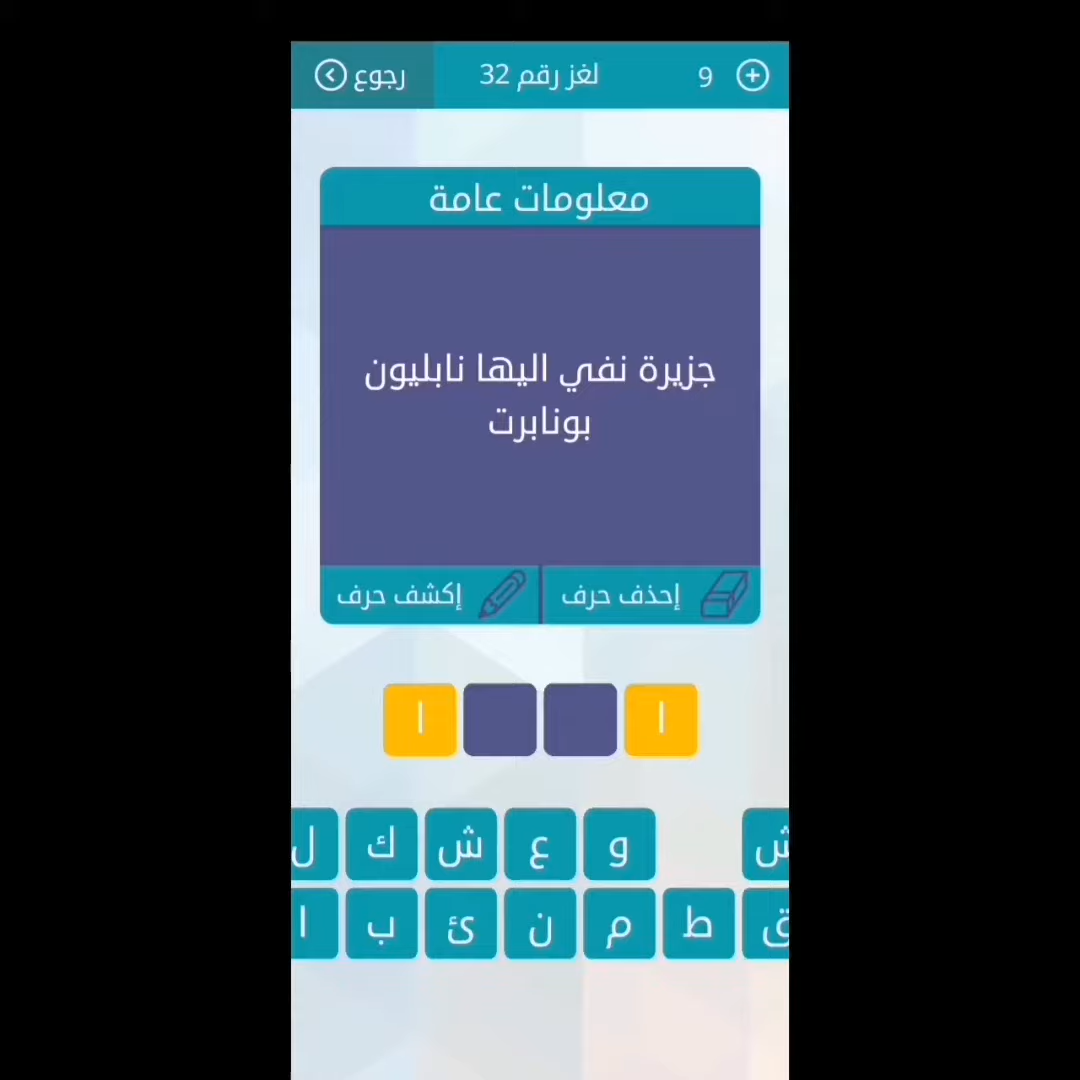 رجوع لغز رقم 32 9
معلومات عامة
جزيرة نفي اليها نابليون
بونابرت
إحذف حرف إكشف حرف
ا ا
ش و ع ش ك ل
ق ط م ن ئ ب ا